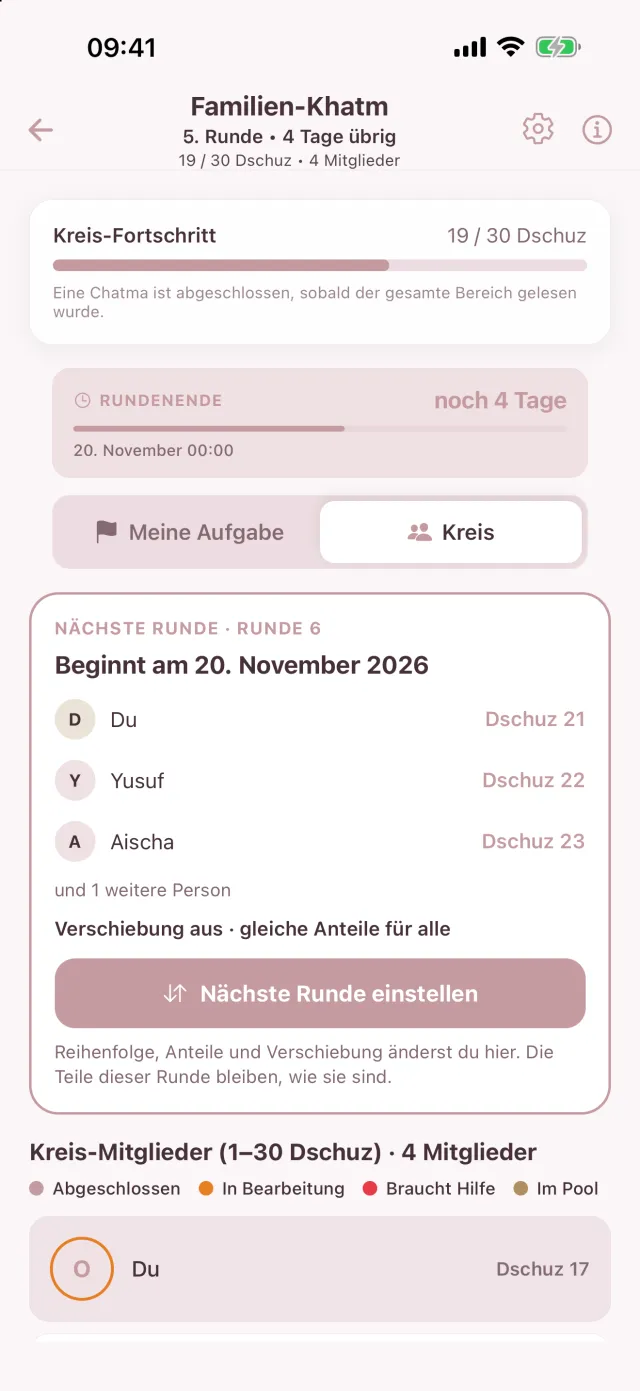 09:41
Familien-Khatm
5. Runde • 4 Tage übrig
19 / 30 Dschuz • 4 Mitglieder
Kreis-Fortschritt
19 / 30 Dschuz
Eine Chatma ist abgeschlossen, sobald der gesamte Bereich gelesen
wurde.
RUNDENENDE
noch 4 Tage
20. November 00:00
Meine Aufgabe
Kreis
NÄCHSTE RUNDE · RUNDE 6
Beginnt am 20. November 2026
D Du Dschuz 21
Y Yusuf Dschuz 22
A Aischa Dschuz 23
und 1 weitere Person
Verschiebung aus · gleiche Anteile für alle
Nächste Runde einstellen
Reihenfolge, Anteile und Verschiebung änderst du hier. Die
Teile dieser Runde bleiben, wie sie sind.
Kreis-Mitglieder (1–30 Dschuz) · 4 Mitglieder
Abgeschlossen In Bearbeitung Braucht Hilfe Im Pool
O Du Dschuz 17